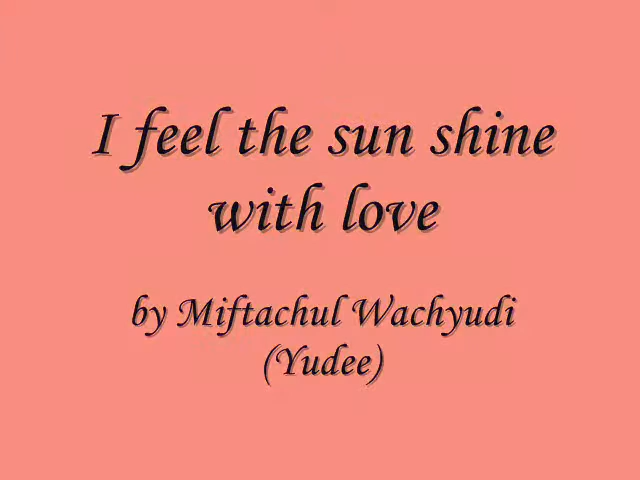 I feel the sun shine
with love
by Miftachul Wachyudi
(Yudee)